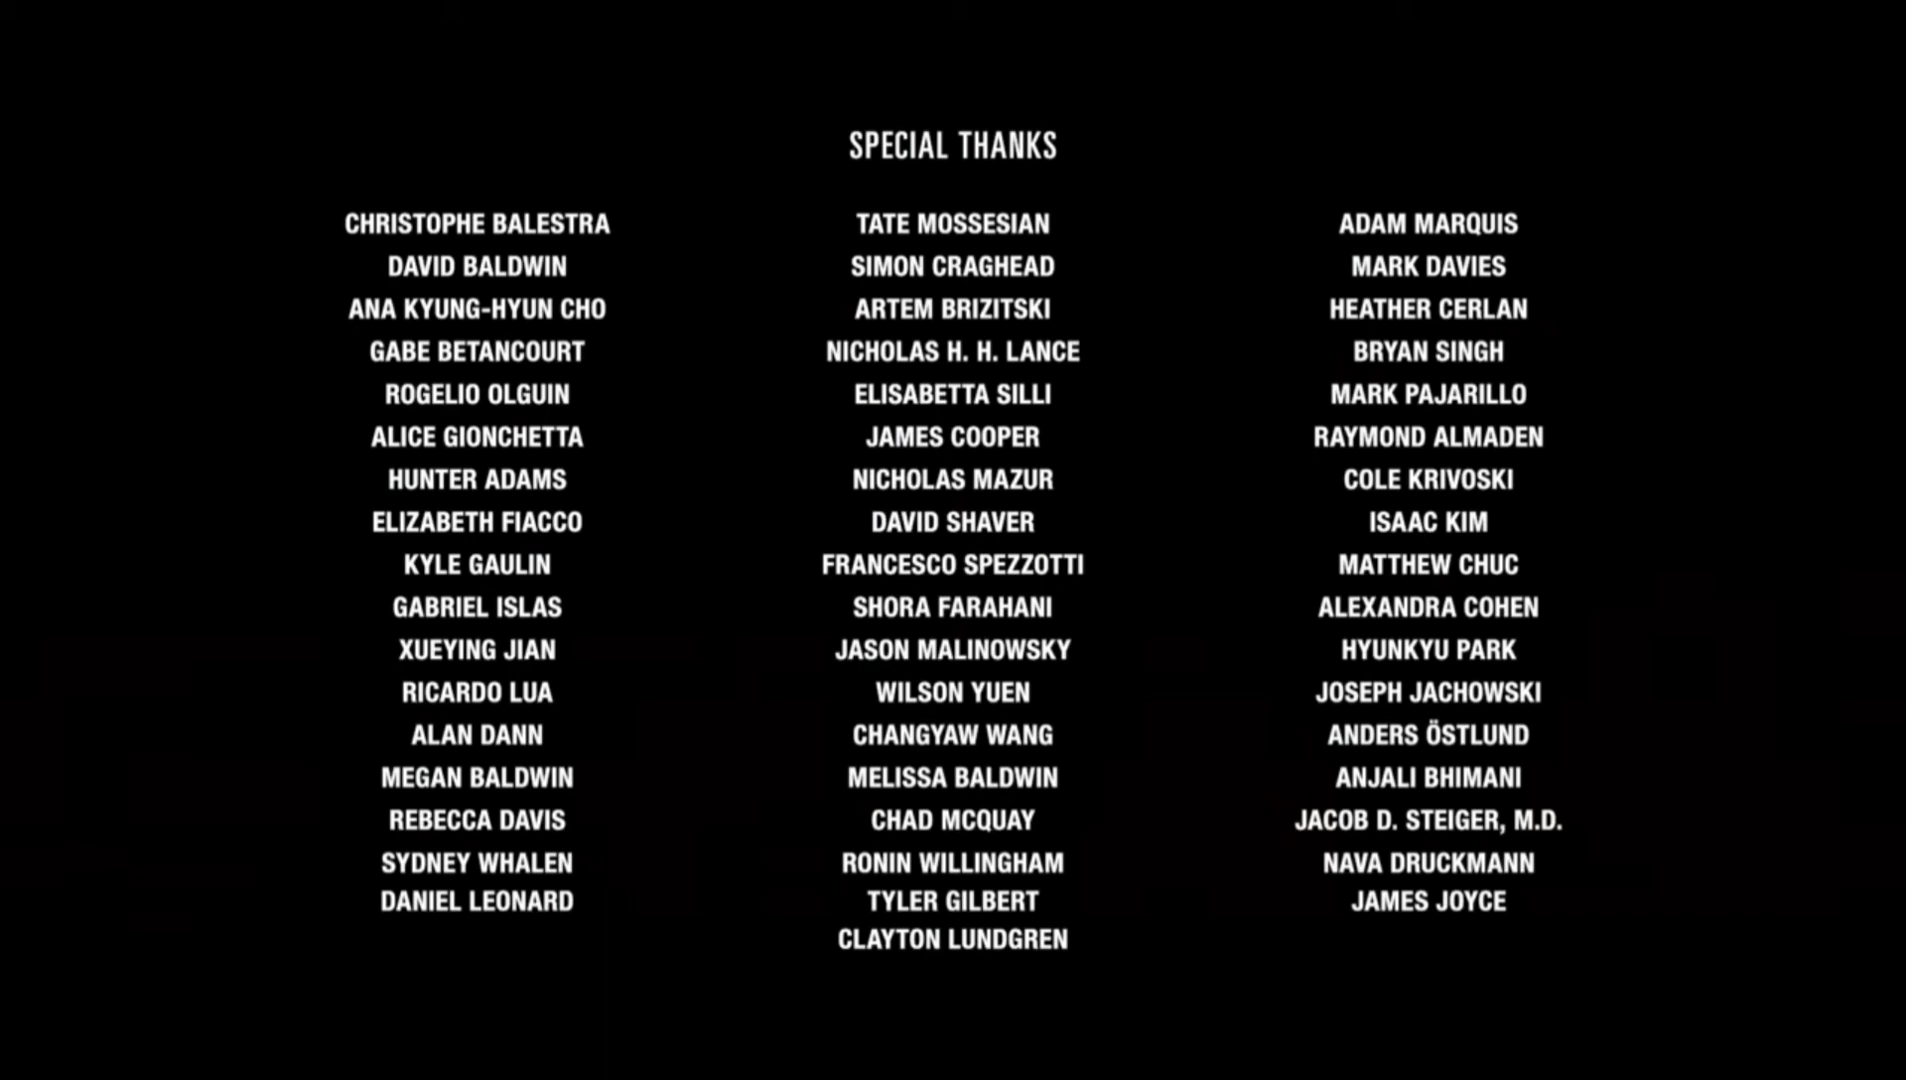 SPECIAL THANKS
CHRISTOPHE BALESTRA
DAVID BALDWIN
ANA KYUNG-HYUN CHO
GABE BETANCOURT
ROGELIO OLGUIN
ALICE GIONCHETTA
HUNTER ADAMS
ELIZABETH FIACCO
KYLE GAULIN
GABRIEL ISLAS
XUEYING JIAN
RICARDO LUA
ALAN DANN
MEGAN BALDWIN
REBECCA DAVIS
SYDNEY WHALEN
DANIEL LEONARD
TATE MOSSESIAN
SIMON CRAGHEAD
ARTEM BRIZITSKI
NICHOLAS H. H. LANCE
ELISABETTA SILLI
JAMES COOPER
NICHOLAS MAZUR
DAVID SHAVER
FRANCESCO SPEZZOTTI
SHORA FARAHANI
JASON MALINOWSKY
WILSON YUEN
CHANGYAW WANG
MELISSA BALDWIN
CHAD MCQUAY
RONIN WILLINGHAM
TYLER GILBERT
CLAYTON LUNDGREN
ADAM MARQUIS
MARK DAVIES
HEATHER CERLAN
BRYAN SINGH
MARK PAJARILLO
RAYMOND ALMADEN
COLE KRIVOSKI
ISAAC KIM
MATTHEW CHUC
ALEXANDRA COHEN
HYUNKYU PARK
JOSEPH JACHOWSKI
ANDERS ÖSTLUND
ANJALI BHIMANI
JACOB D. STEIGER, M.D.
NAVA DRUCKMANN
JAMES JOYCE